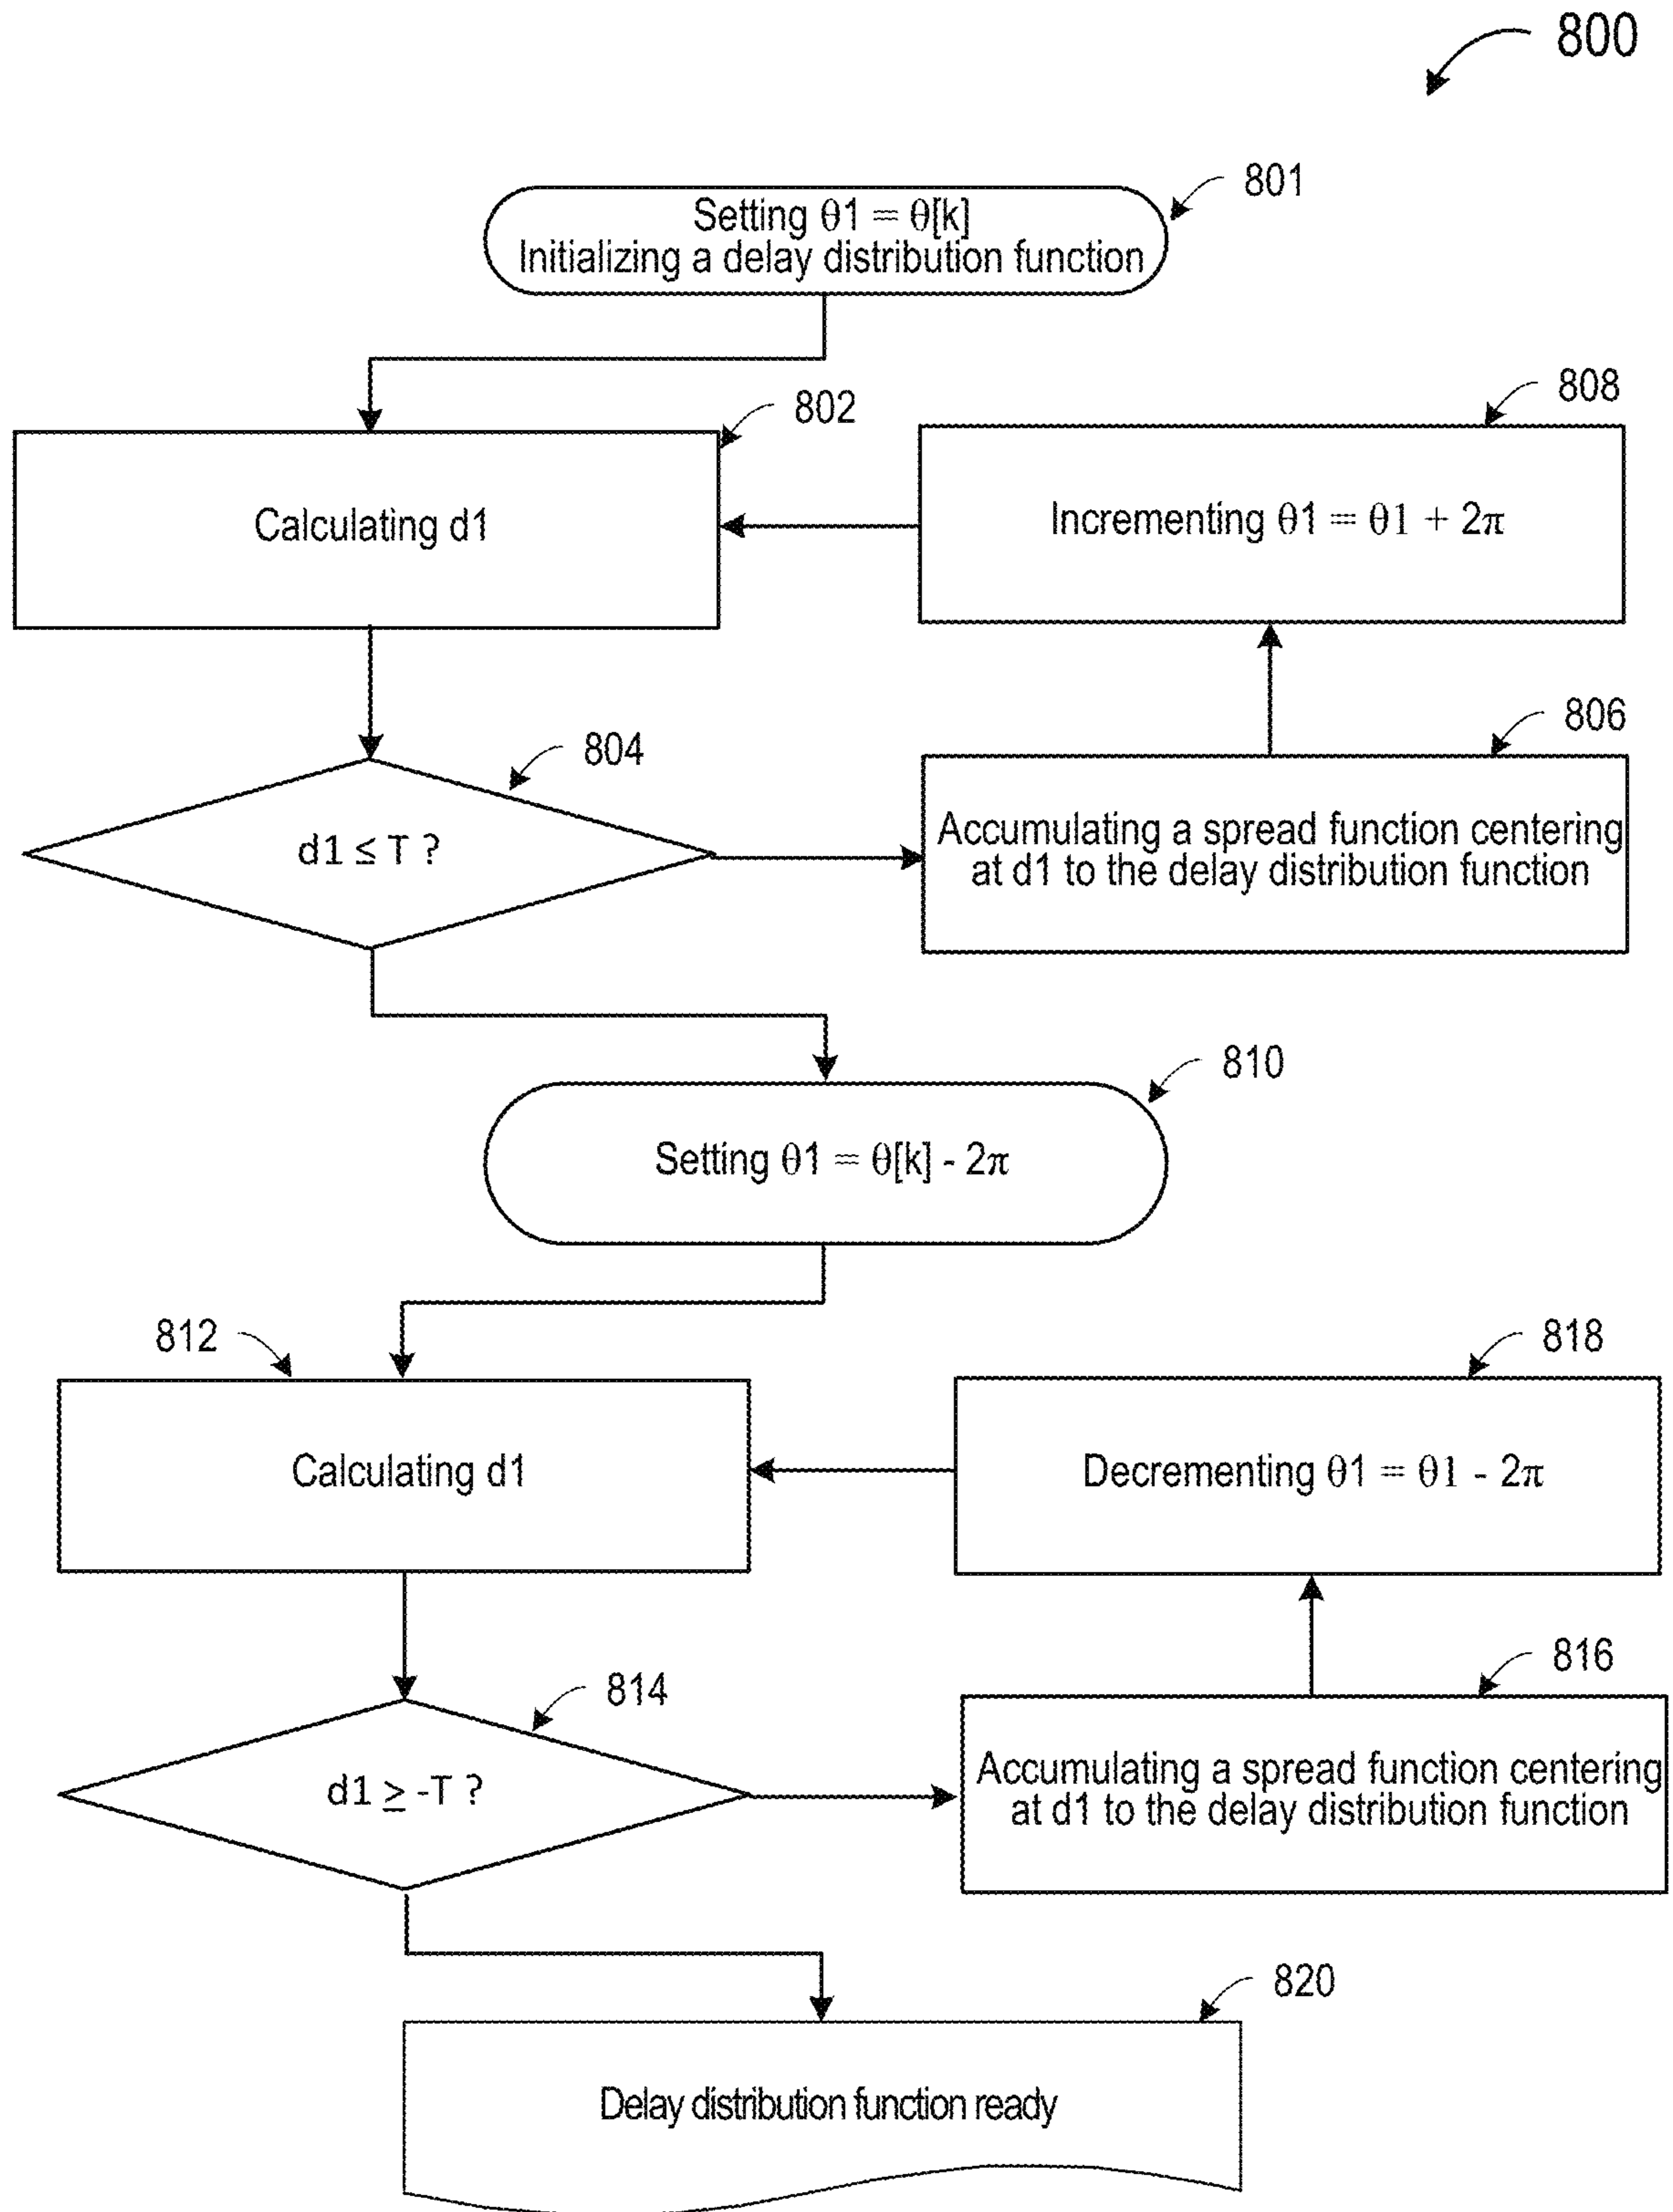 800
801
Setting θ1 = θ[k]
Initializing a delay distribution function
802
808
Calculating d1
Incrementing θ1 = θ1 + 2π
804
806
d1 ≤ T ?
Accumulating a spread function centering
at d1 to the delay distribution function
810
Setting θ1 = θ[k] - 2π
812
818
Calculating d1
Decrementing θ1 = θ1 - 2π
814
816
d1 ≥ -T ?
Accumulating a spread function centering
at d1 to the delay distribution function
820
Delay distribution function ready